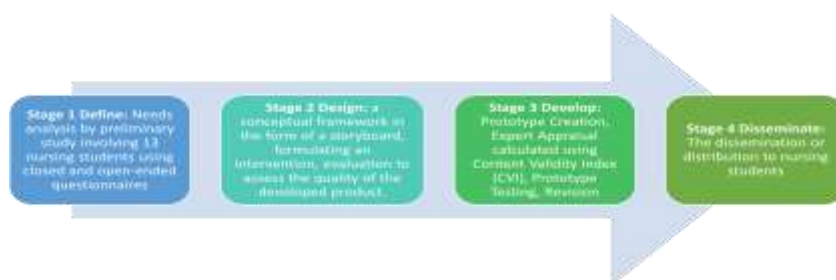 Stage 1 Define: Needs
analysis by preliminary
study involving 13
nursing students using
closed and open-ended
questionnaires
Stage 2 Design: a
conceptual framework in
the form of a storyboard,
formulating an
intervention, evaluation to
assess the quality of the
developed product.
Stage 3 Develop:
Prototype Creation,
Expert Appraisal
calculated using
Content Validity Index
(CVI), Prototype
Testing, Revision
Stage 4 Disseminate:
The dissemination or
distribution to nursing
students